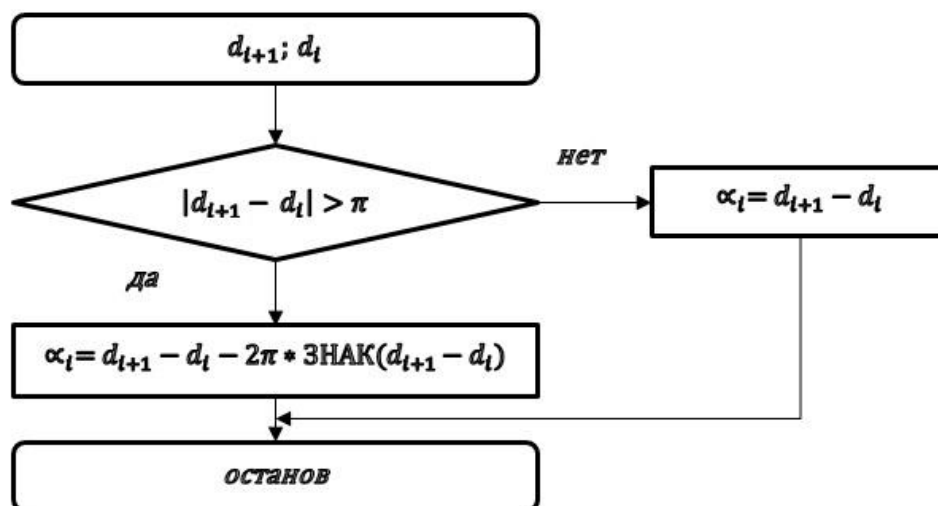 d_{i+1}; d_i
|d_{i+1} − d_i| > π
нет
∝_i= d_{i+1} − d_i
да
∝_i= d_{i+1} − d_i − 2π * ЗНАК(d_{i+1} − d_i)
останов